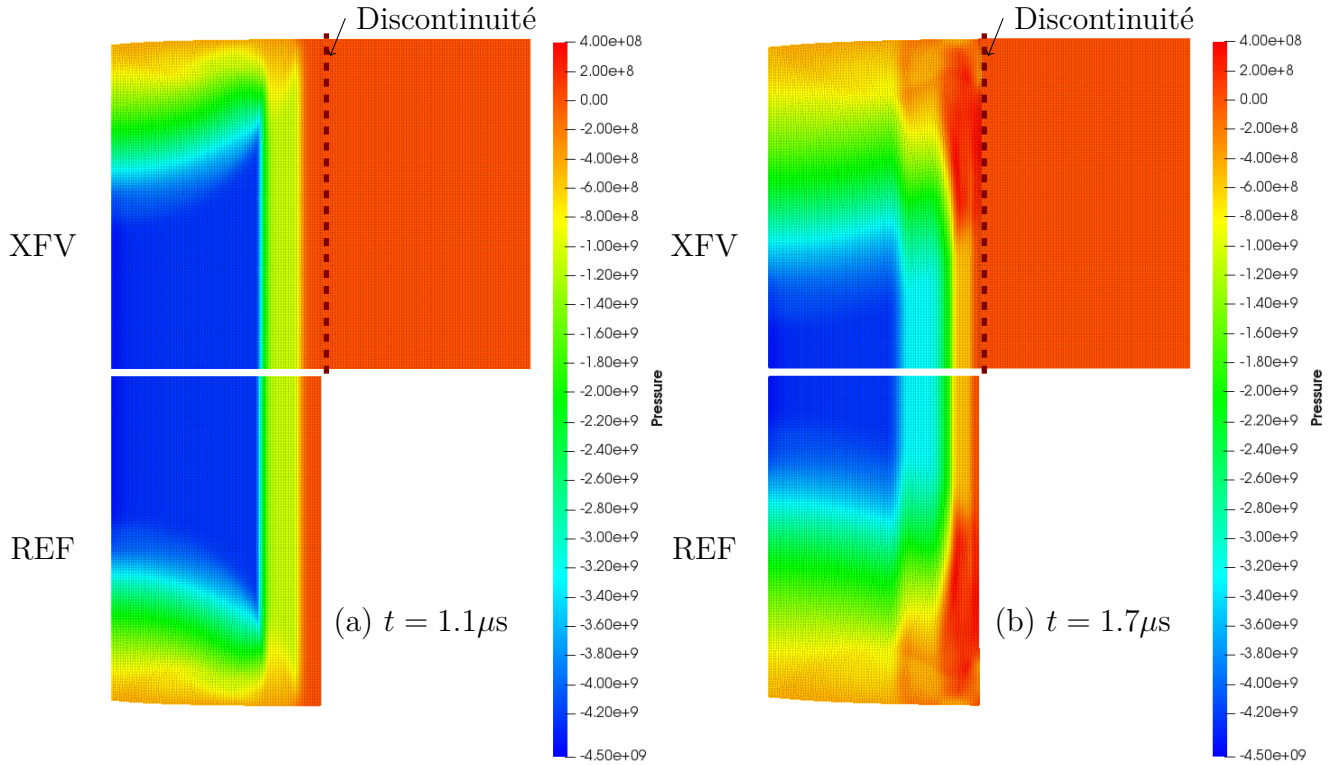 Discontinuité
XFV
REF
(a) t = 1.1μs
4.00e+08
2.00e+8
0.00
-2.00e+8
-4.00e+8
-6.00e+8
-8.00e+8
-1.00e+9
-1.20e+9
-1.40e+9
-1.60e+9
-1.80e+9
-2.00e+9
-2.20e+9
-2.40e+9
-2.60e+9
-2.80e+9
-3.00e+9
-3.20e+9
-3.40e+9
-3.60e+9
-3.80e+9
-4.00e+9
-4.20e+9
-4.50e+09
Pressure
Discontinuité
XFV
REF
(b) t = 1.7μs
4.00e+08
2.00e+8
0.00
-2.00e+8
-4.00e+8
-6.00e+8
-8.00e+8
-1.00e+9
-1.20e+9
-1.40e+9
-1.60e+9
-1.80e+9
-2.00e+9
-2.20e+9
-2.40e+9
-2.60e+9
-2.80e+9
-3.00e+9
-3.20e+9
-3.40e+9
-3.60e+9
-3.80e+9
-4.00e+9
-4.20e+9
-4.50e+09
Pressure